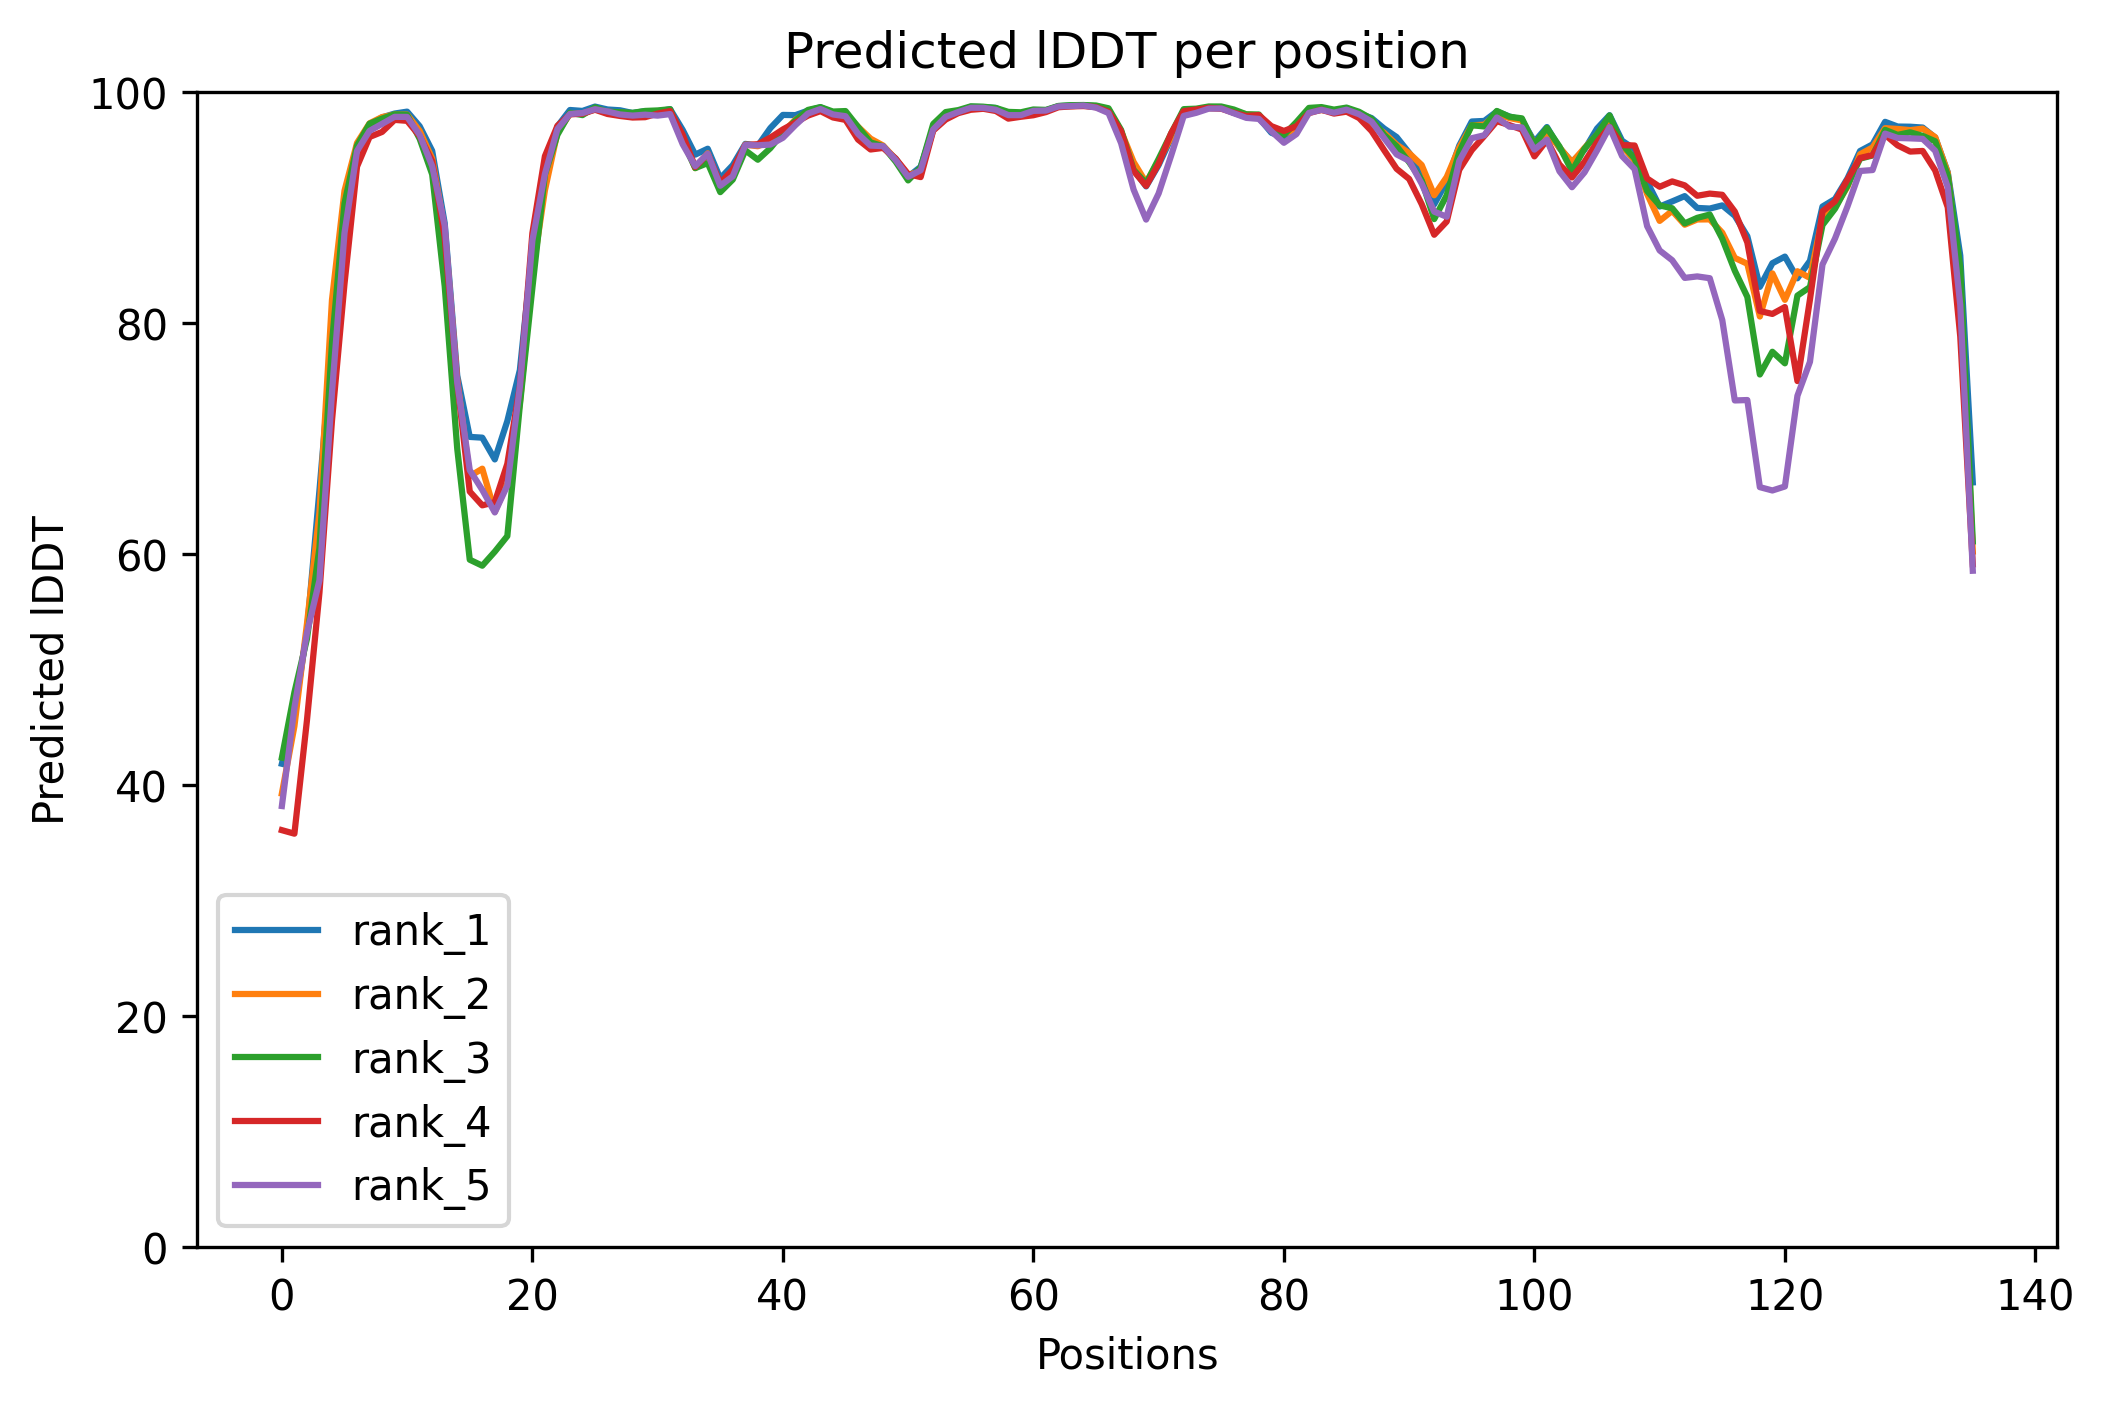 Predicted lDDT per position
100
80
60
40
20
0
Predicted lDDT
rank_1
rank_2
rank_3
rank_4
rank_5
0 20 40 60 80 100 120 140
Positions